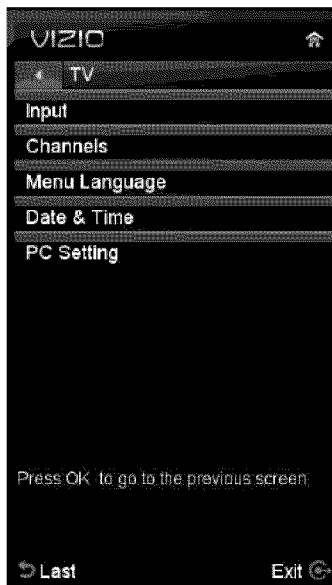 VIZIO
TV
Input
Channels
Menu Language
Date & Time
PC Setting
Press OK to go to the previous screen
Last Exit